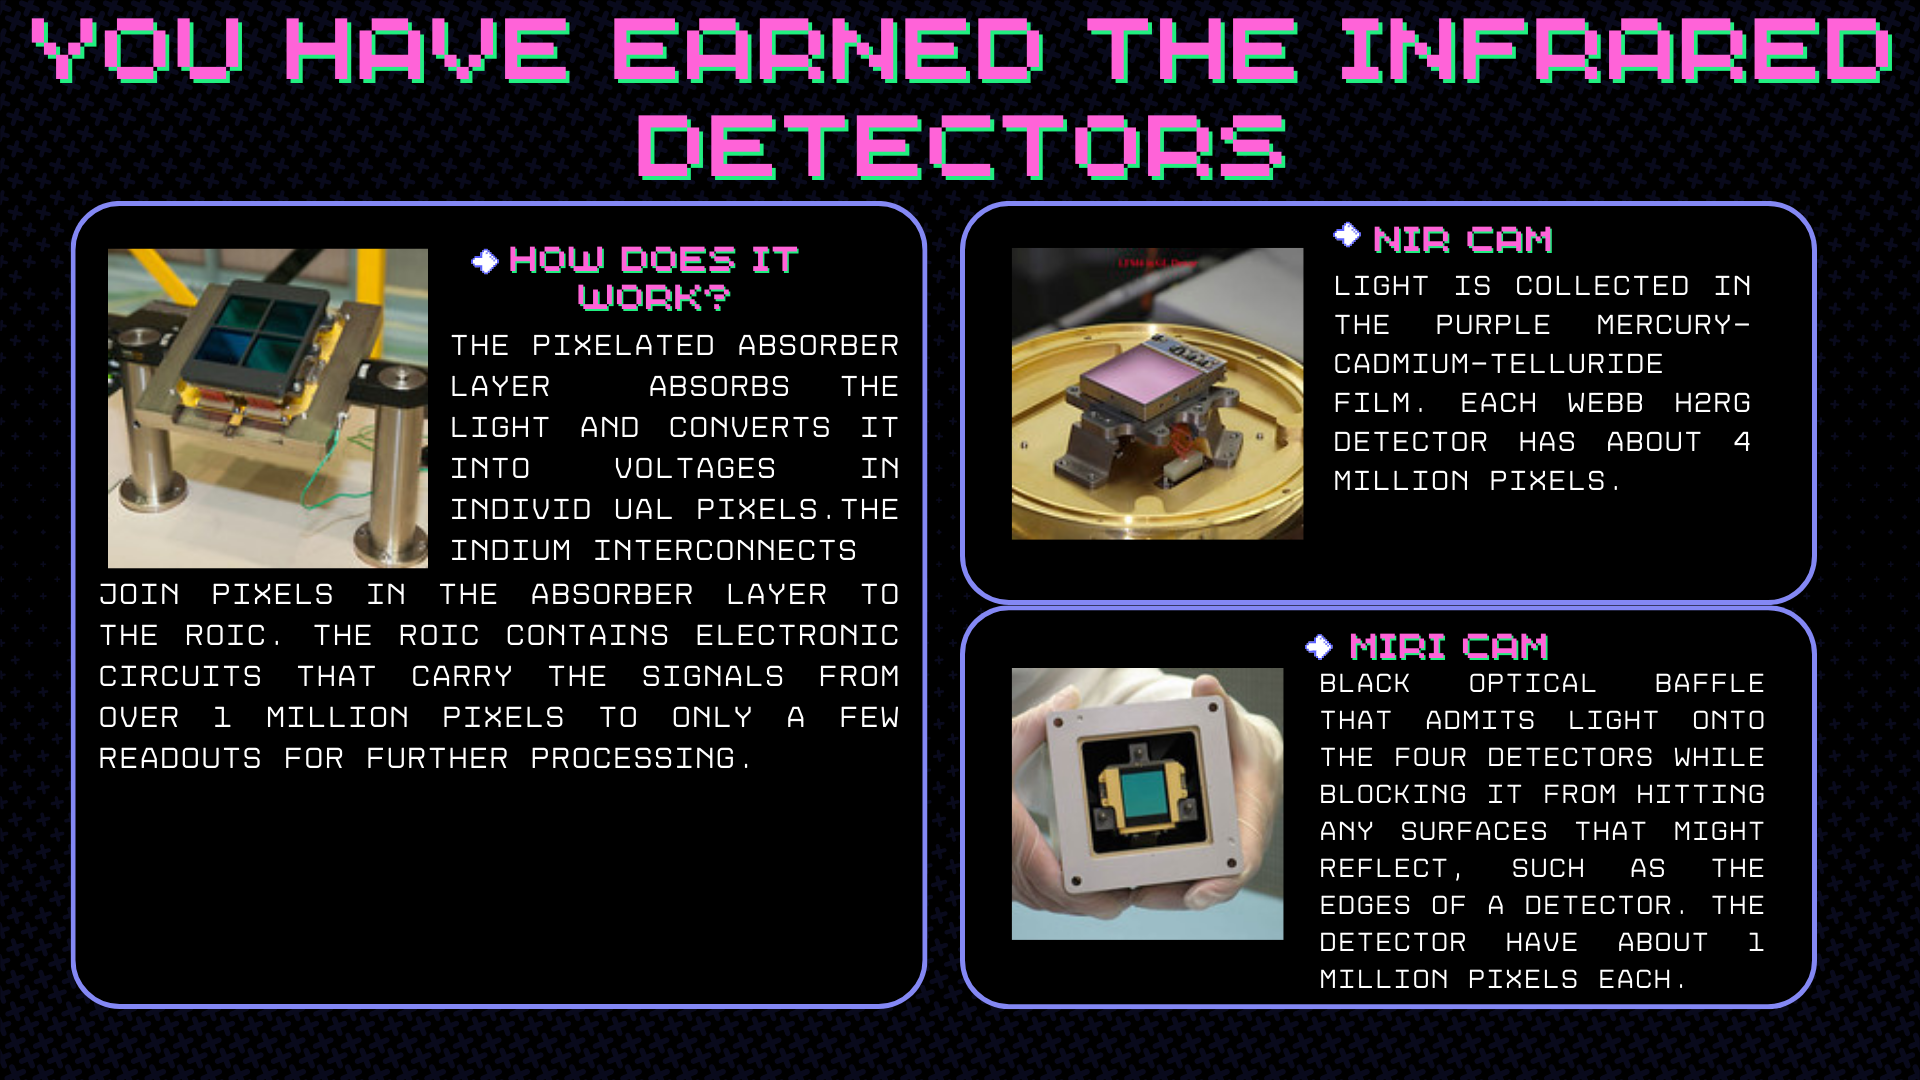 YOU HAVE EARNED THE INFRARED
DETECTORS
HOW DOES IT
WORK?
THE PIXELATED ABSORBER
LAYER ABSORBS THE
LIGHT AND CONVERTS IT
INTO VOLTAGES IN
INDIVID UAL PIXELS.THE
INDIUM INTERCONNECTS
JOIN PIXELS IN THE ABSORBER LAYER TO
THE ROIC. THE ROIC CONTAINS ELECTRONIC
CIRCUITS THAT CARRY THE SIGNALS FROM
OVER 1 MILLION PIXELS TO ONLY A FEW
READOUTS FOR FURTHER PROCESSING.
NIR CAM
LIGHT IS COLLECTED IN
THE PURPLE MERCURY-
CADMIUM-TELLURIDE
FILM. EACH WEBB H2RG
DETECTOR HAS ABOUT 4
MILLION PIXELS.
MIRI CAM
BLACK OPTICAL BAFFLE
THAT ADMITS LIGHT ONTO
THE FOUR DETECTORS WHILE
BLOCKING IT FROM HITTING
ANY SURFACES THAT MIGHT
REFLECT, SUCH AS THE
EDGES OF A DETECTOR. THE
DETECTOR HAVE ABOUT 1
MILLION PIXELS EACH.